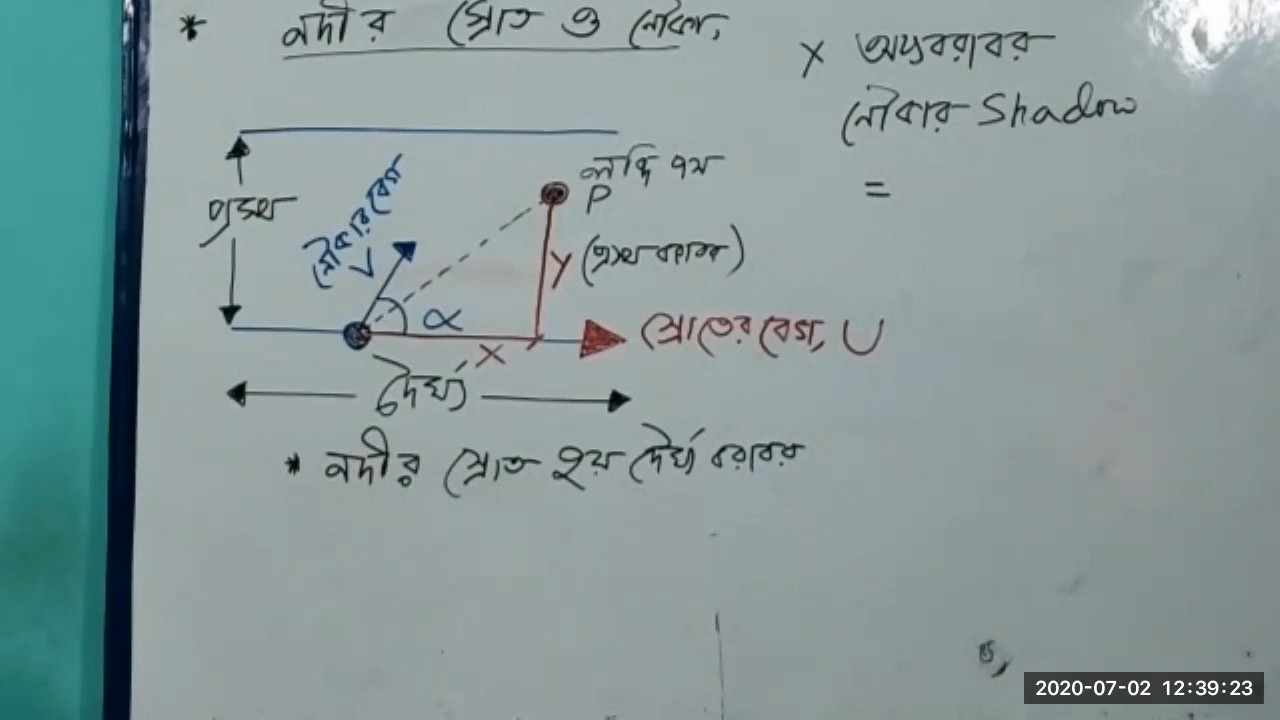 * নদীর স্রোত ও নৌকা,
x অক্ষ বরাবর
নৌকার Shadow
=
লব্ধি পথ
P
প্রস্থ
নৌকার বেগ
V
y (প্রস্থ বরাবর)
α
স্রোতের বেগ, U
x
দৈর্ঘ্য
* নদীর স্রোত হয় দৈর্ঘ্য বরাবর
2020-07-02 12:39:23